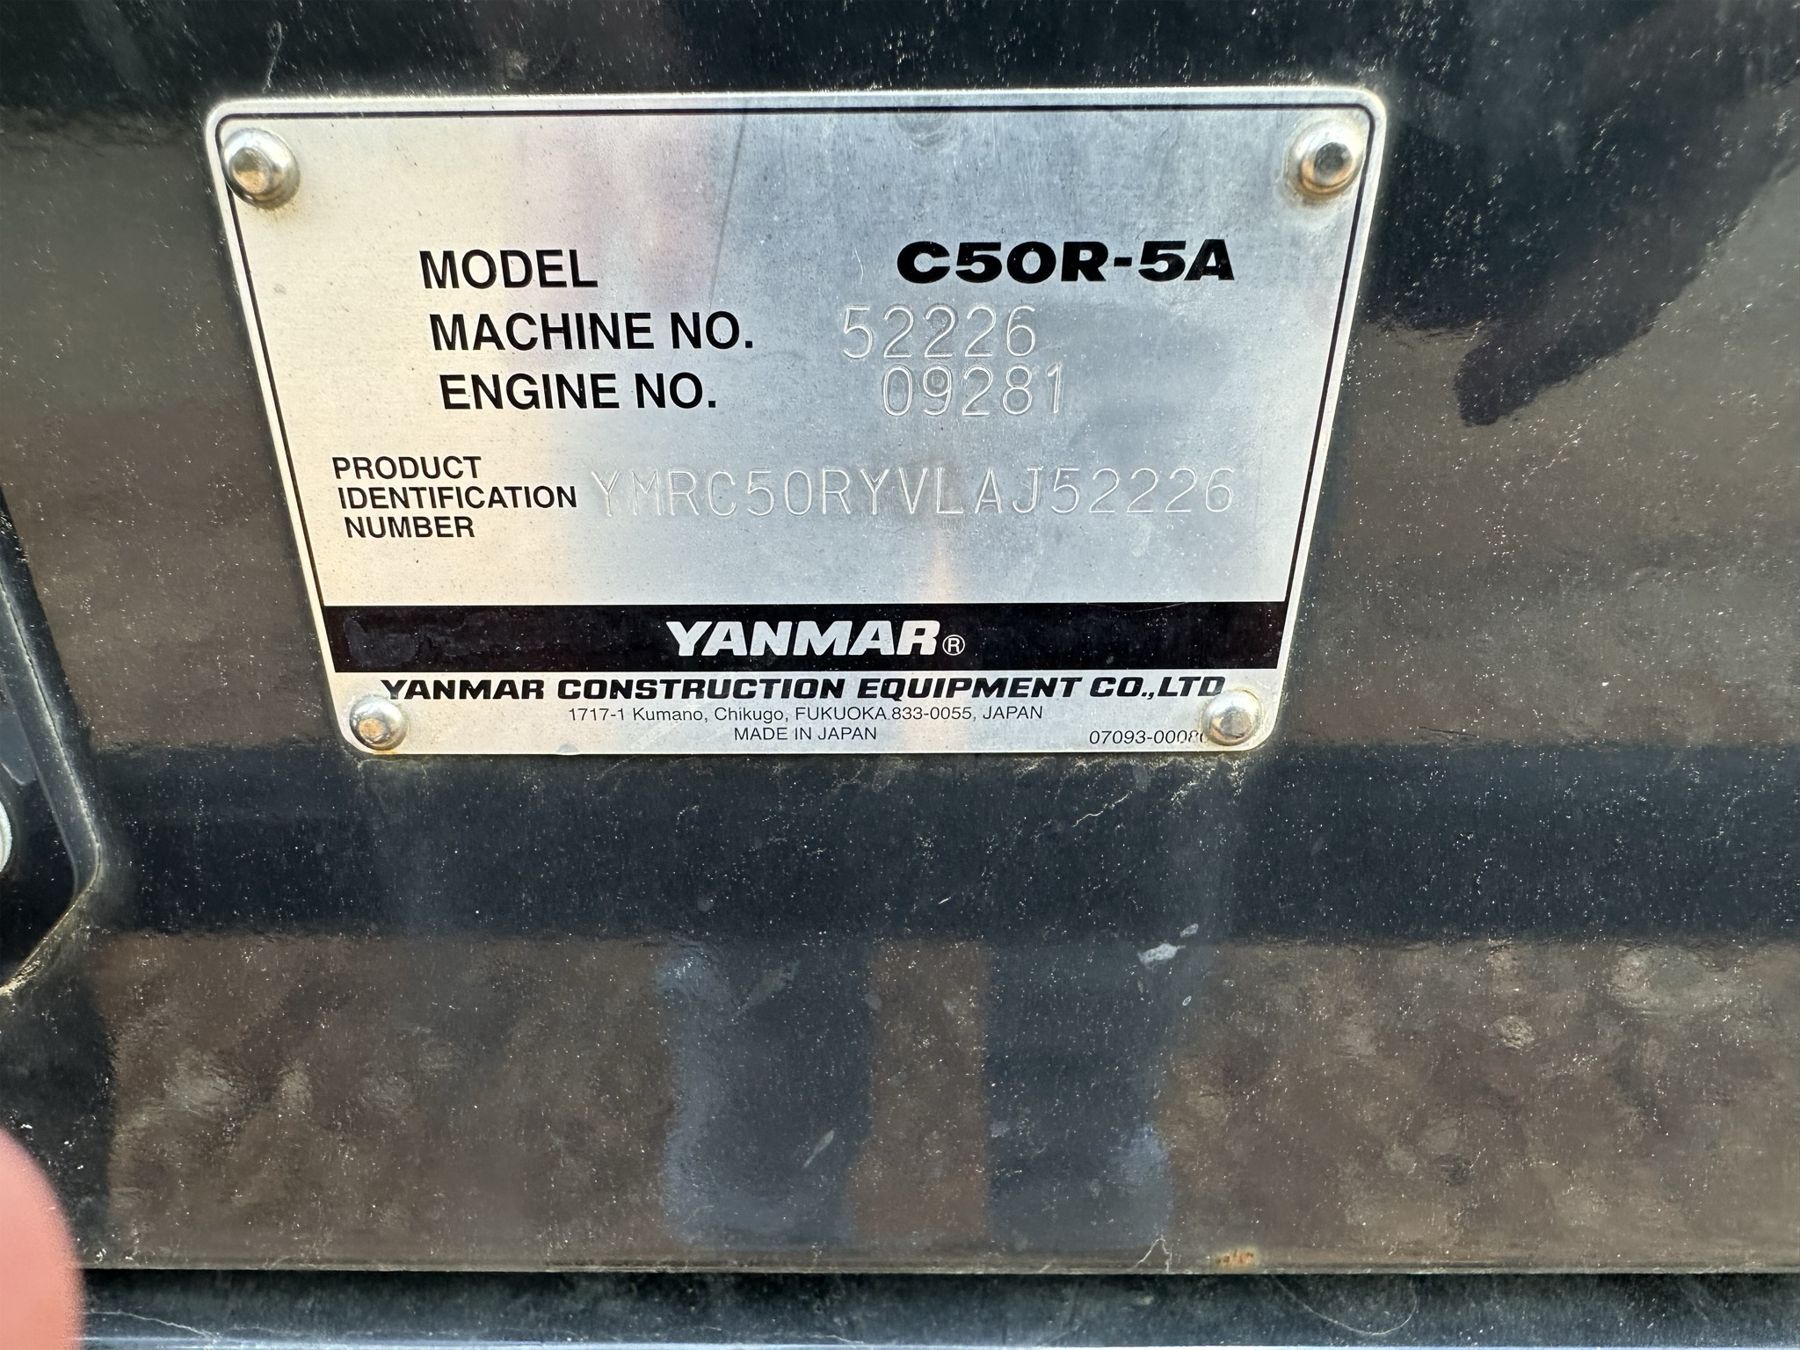 MODEL C50R-5A
MACHINE NO. 52226
ENGINE NO. 09281
PRODUCT
IDENTIFICATION
NUMBER
YMRC50RYVLAJ52226
YANMAR®
YANMAR CONSTRUCTION EQUIPMENT CO.,LTD
1717-1 Kumano, Chikugo, FUKUOKA 833-0055, JAPAN
MADE IN JAPAN